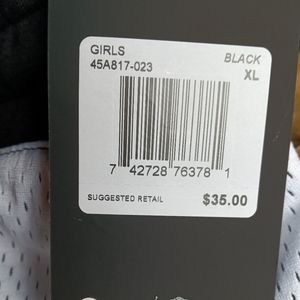 GIRLS BLACK
45A817-023 XL
7 42728 76378 1
SUGGESTED RETAIL $35.00